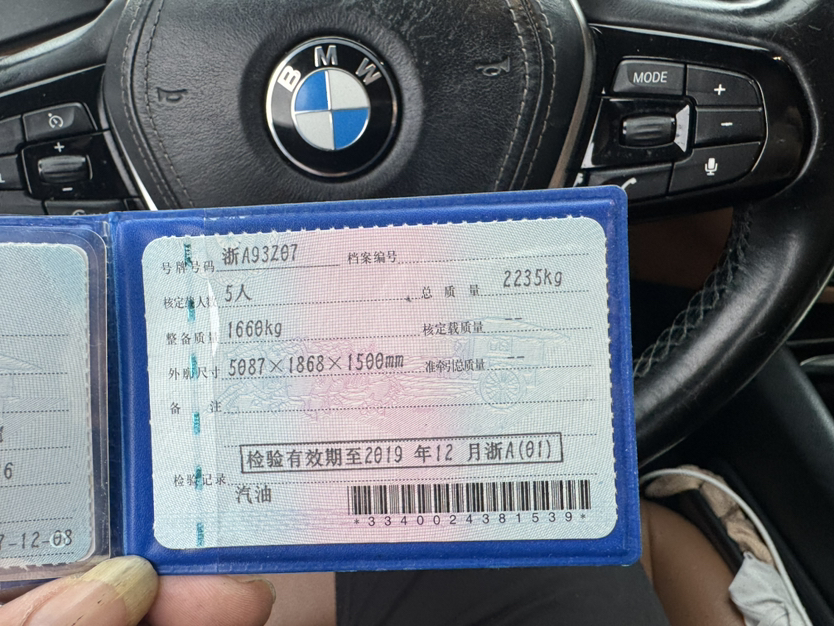 BMW
MODE
+
−
+
−
号牌号码 浙A93Z07 档案编号
核定载人数 5人 总质量 2235kg
整备质量 1660kg 核定载质量 --
外廓尺寸 5087×1868×1500mm 准牵引总质量 --
备注
检验有效期至2019 年12 月浙A(01)
检验记录
汽油
*3340024381539*
6
7-12-03